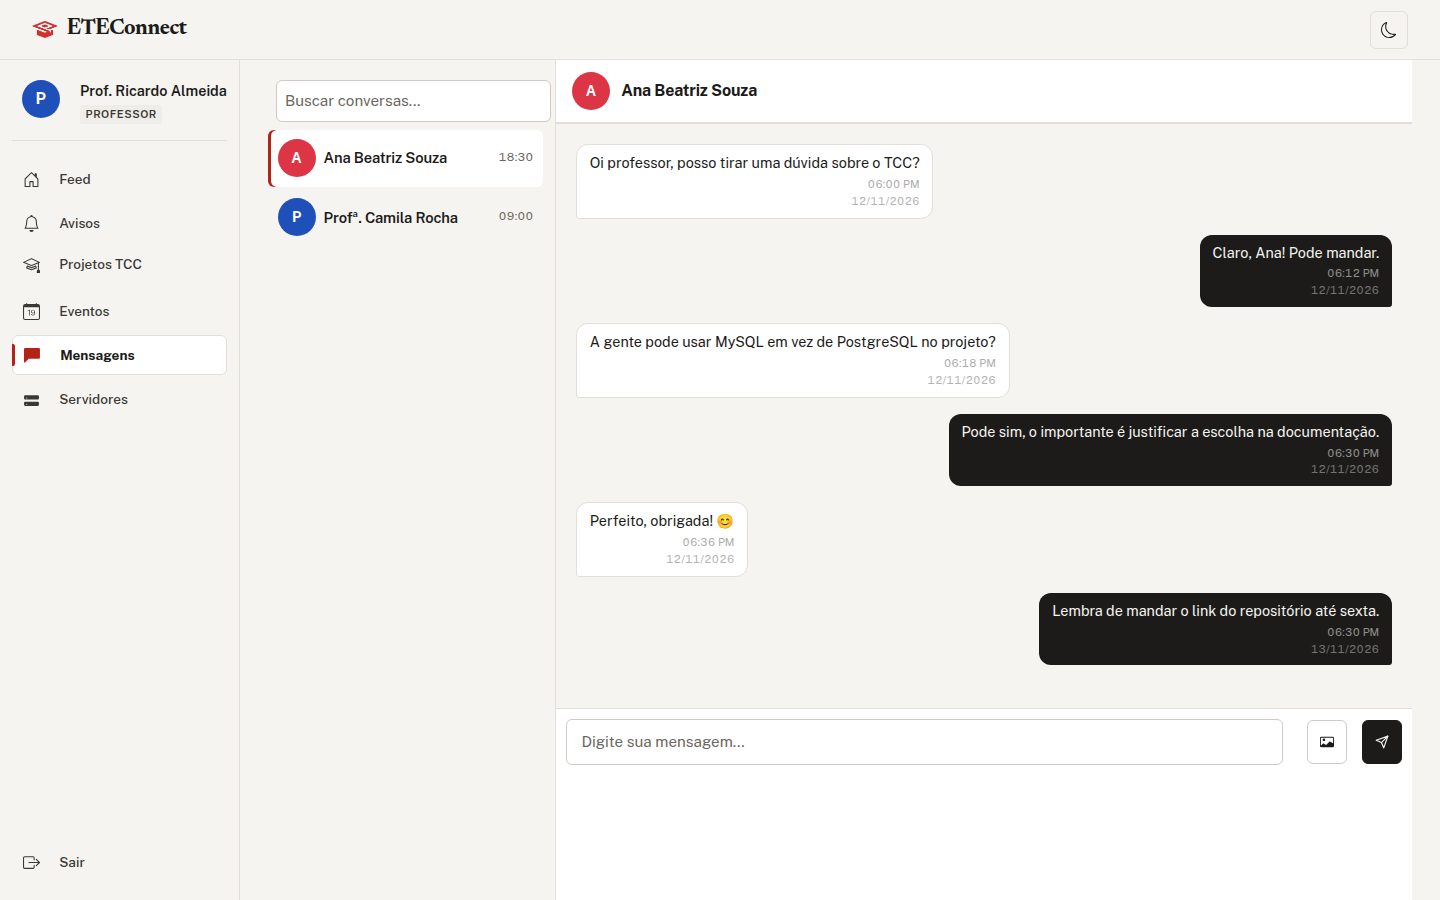 ETEConnect
P
Prof. Ricardo Almeida
PROFESSOR
Feed
Avisos
Projetos TCC
19
Eventos
Mensagens
Servidores
Sair
Buscar conversas...
A
Ana Beatriz Souza
18:30
P
Profª. Camila Rocha
09:00
A
Ana Beatriz Souza
Oi professor, posso tirar uma dúvida sobre o TCC?
06:00 PM
12/11/2026
Claro, Ana! Pode mandar.
06:12 PM
12/11/2026
A gente pode usar MySQL em vez de PostgreSQL no projeto?
06:18 PM
12/11/2026
Pode sim, o importante é justificar a escolha na documentação.
06:30 PM
12/11/2026
Perfeito, obrigada! 😊
06:36 PM
12/11/2026
Lembra de mandar o link do repositório até sexta.
06:30 PM
13/11/2026
Digite sua mensagem...